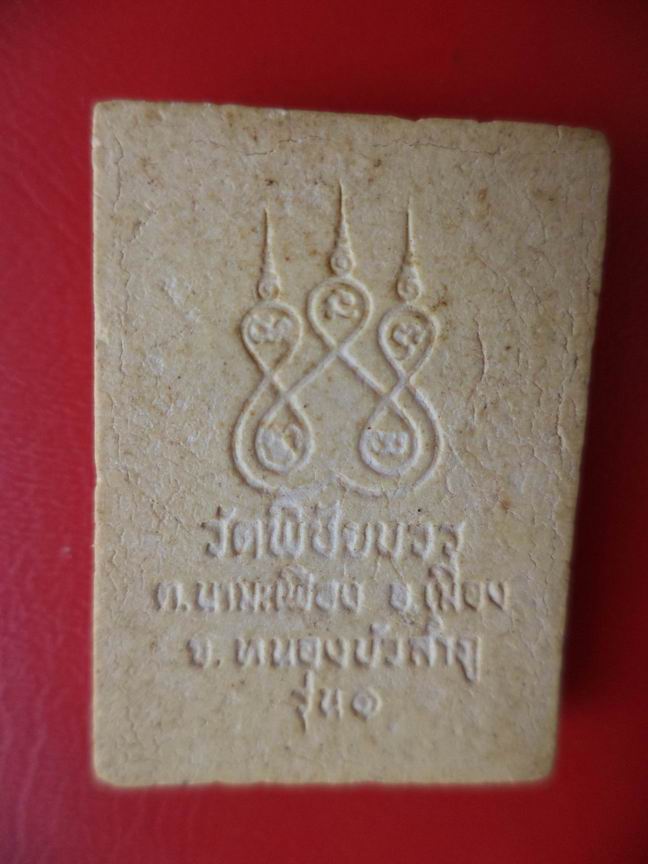 วัดพิชัยบวร
ต.นามะเฟือง อ.เมือง
จ.หนองบัวลำภู
รุ่น ๑